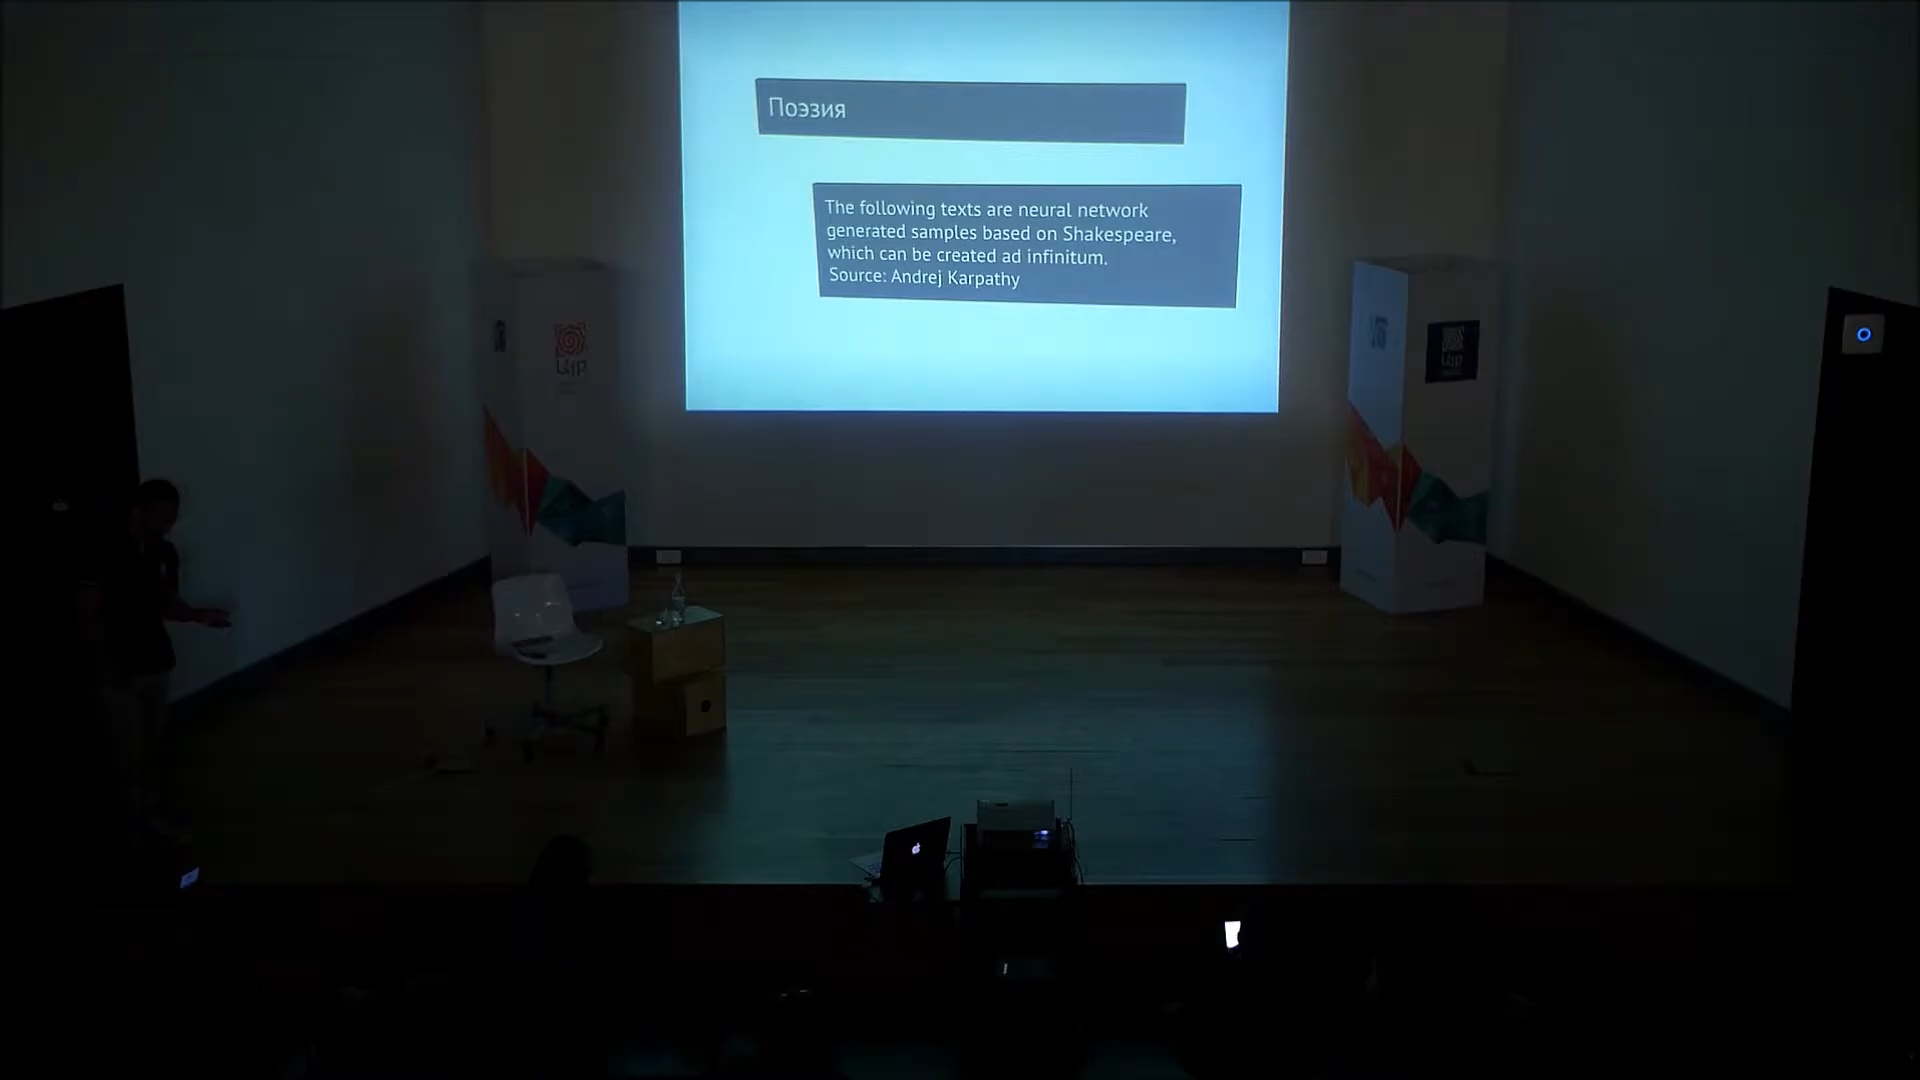 Поэзия
The following texts are neural network
generated samples based on Shakespeare,
which can be created ad infinitum.
Source: Andrej Karpathy